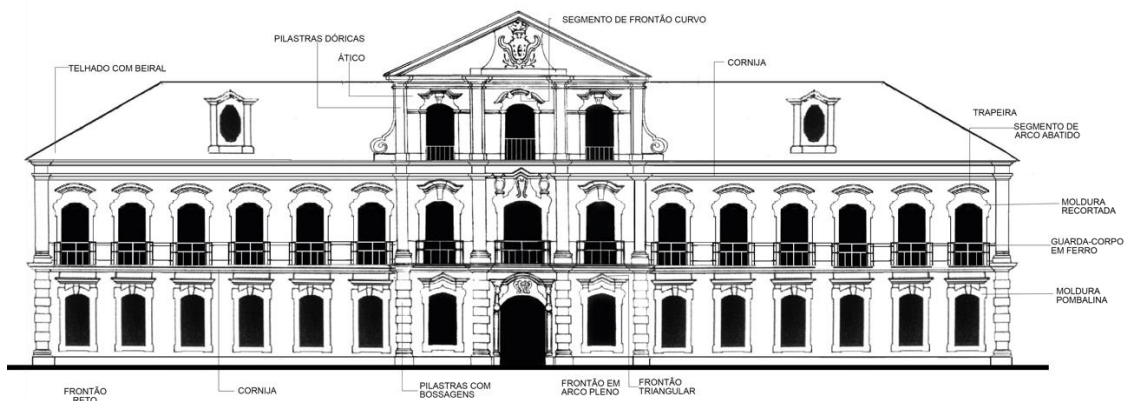 SEGMENTO DE FRONTÃO CURVO
PILASTRAS DÓRICAS
ÁTICO
TELHADO COM BEIRAL
CORNIJA
TRAPEIRA
SEGMENTO DE
ARCO ABATIDO
MOLDURA
RECORTADA
GUARDA-CORPO
EM FERRO
MOLDURA
POMBALINA
FRONTÃO
RETO
CORNIJA
PILASTRAS COM
BOSSAGENS
FRONTÃO EM
ARCO PLENO
FRONTÃO
TRIANGULAR